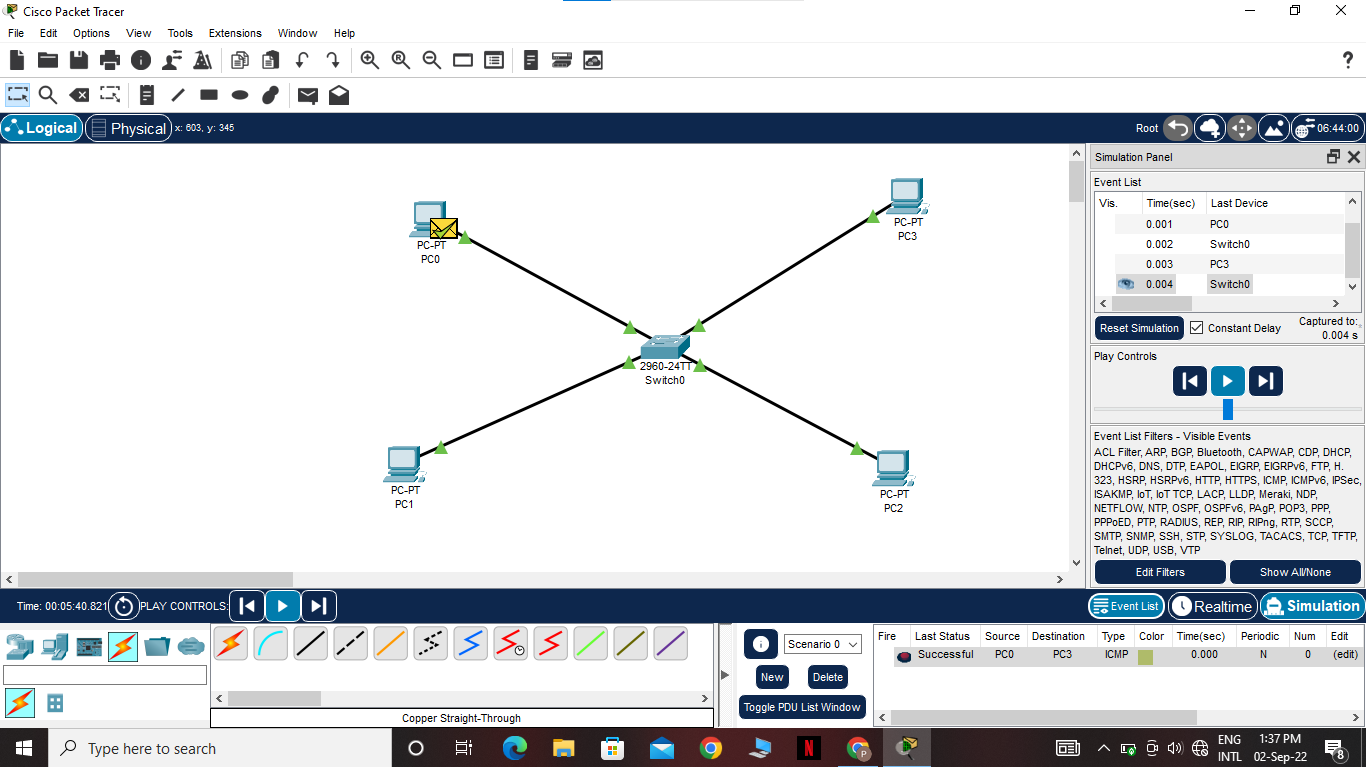 Cisco Packet Tracer
File Edit Options View Tools Extensions Window Help
?
Logical Physical x: 603, y: 345 Root 06:44:00
PC-PT
PC0
PC-PT
PC3
2960-24TT
Switch0
PC-PT
PC1
PC-PT
PC2
Simulation Panel
Event List
Vis. Time(sec) Last Device
0.001 PC0
0.002 Switch0
0.003 PC3
0.004 Switch0
Reset Simulation Constant Delay Captured to:
0.004 s
Play Controls
Event List Filters - Visible Events
ACL Filter, ARP, BGP, Bluetooth, CAPWAP, CDP, DHCP,
DHCPv6, DNS, DTP, EAPOL, EIGRP, EIGRPv6, FTP, H.
323, HSRP, HSRPv6, HTTP, HTTPS, ICMP, ICMPv6, IPSec,
ISAKMP, IoT, IoT TCP, LACP, LLDP, Meraki, NDP,
NETFLOW, NTP, OSPF, OSPFv6, PAgP, POP3, PPP,
PPPoED, PTP, RADIUS, REP, RIP, RIPng, RTP, SCCP,
SMTP, SNMP, SSH, STP, SYSLOG, TACACS, TCP, TFTP,
Telnet, UDP, USB, VTP
Edit Filters Show All/None
Time: 00:05:40.821 PLAY CONTROLS: Event List Realtime Simulation
Copper Straight-Through
Scenario 0
New Delete
Toggle PDU List Window
Fire Last Status Source Destination Type Color Time(sec) Periodic Num Edit
Successful PC0 PC3 ICMP 0.000 N 0 (edit)
Type here to search
ENG
INTL
1:37 PM
02-Sep-22
8